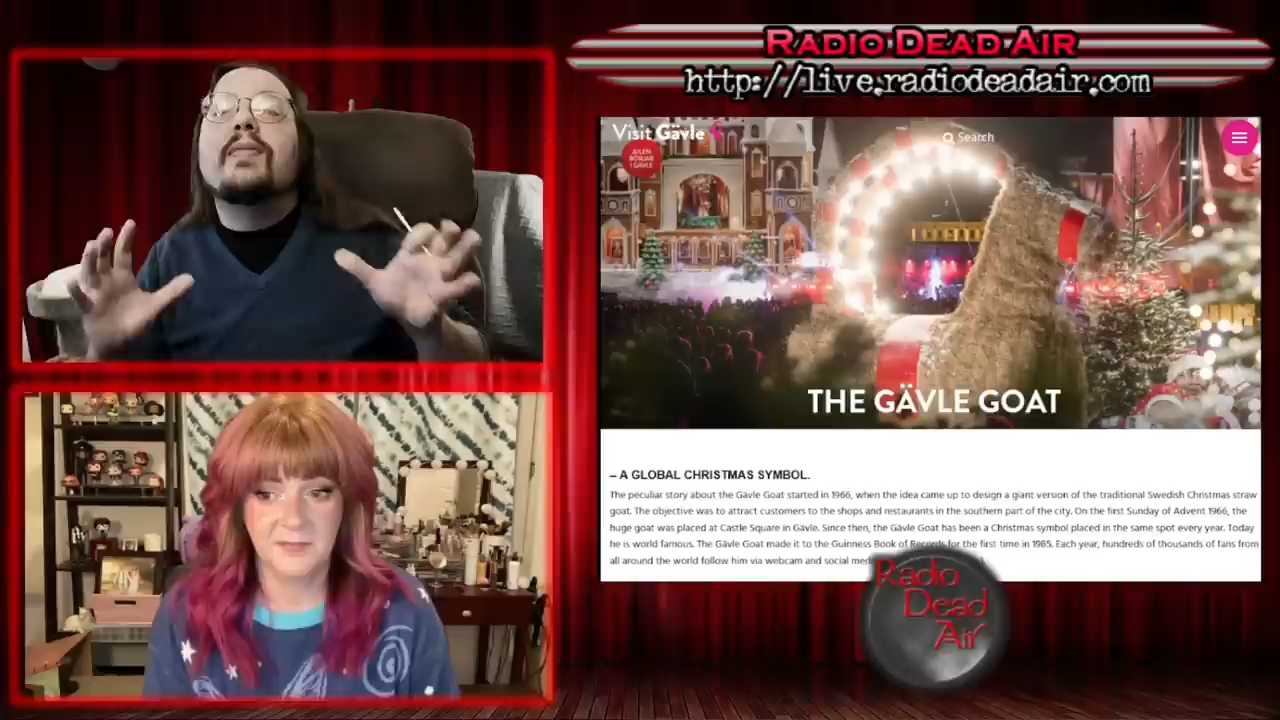 Radio Dead Air
http://live.radiodeadair.com
Visit Gävle
Search
JULEN
BÖRJAR
I GÄVLE
THE GÄVLE GOAT
– A GLOBAL CHRISTMAS SYMBOL.
The peculiar story about the Gävle Goat started in 1966, when the idea came up to design a giant version of the traditional Swedish Christmas straw
goat. The objective was to attract customers to the shops and restaurants in the southern part of the city. On the first Sunday of Advent 1966, the
huge goat was placed at Castle Square in Gävle. Since then, the Gävle Goat has been a Christmas symbol placed in the same spot every year. Today
he is world famous. The Gävle Goat made it to the Guinness Book of Records for the first time in 1985. Each year, hundreds of thousands of fans from
all around the world follow him via webcam and social
Radio
Dead
Air